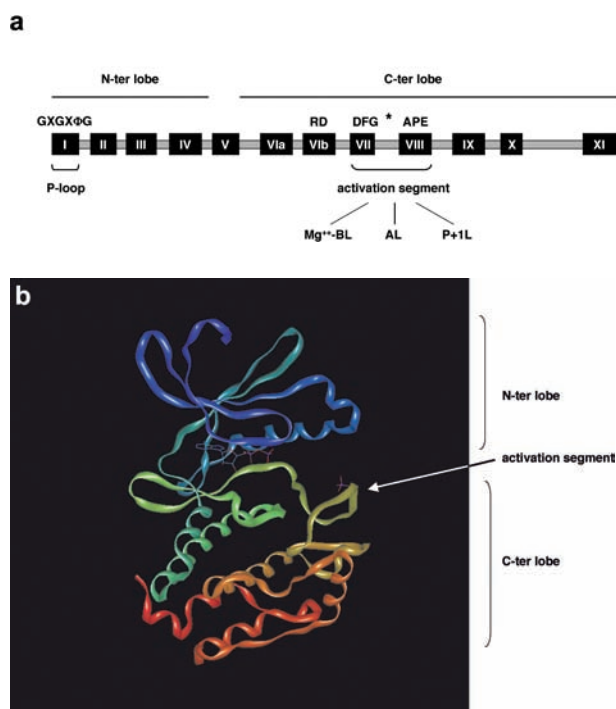 a
N-ter lobe C-ter lobe
GXGXΦG RD DFG * APE
I II III IV V VIa VIb VII VIII IX X XI
P-loop activation segment
Mg++-BL AL P+1L
b
N-ter lobe
activation segment
C-ter lobe